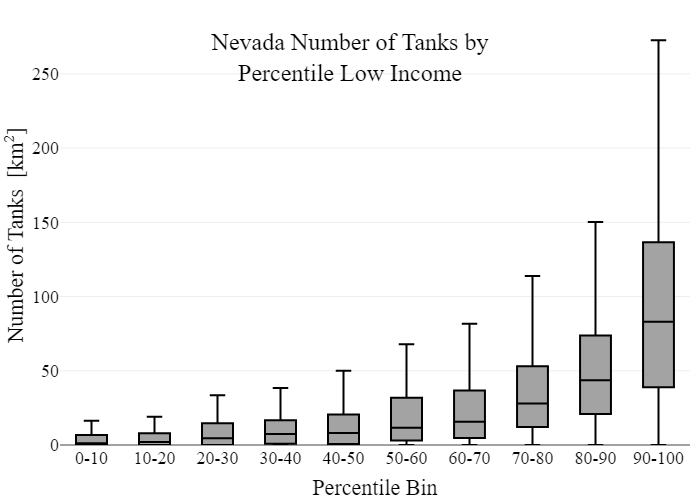 Nevada Number of Tanks by
Percentile Low Income
Number of Tanks [km²]
250
200
150
100
50
0
0-10 10-20 20-30 30-40 40-50 50-60 60-70 70-80 80-90 90-100
Percentile Bin